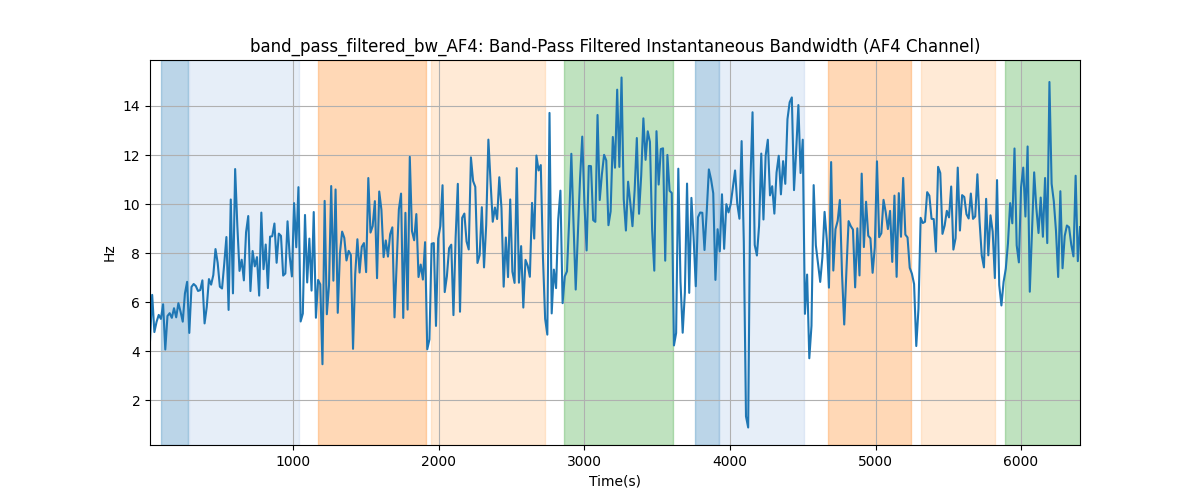 band_pass_filtered_bw_AF4: Band-Pass Filtered Instantaneous Bandwidth (AF4 Channel)
14
12
10
8
6
4
2
Hz
1000 2000 3000 4000 5000 6000
Time(s)